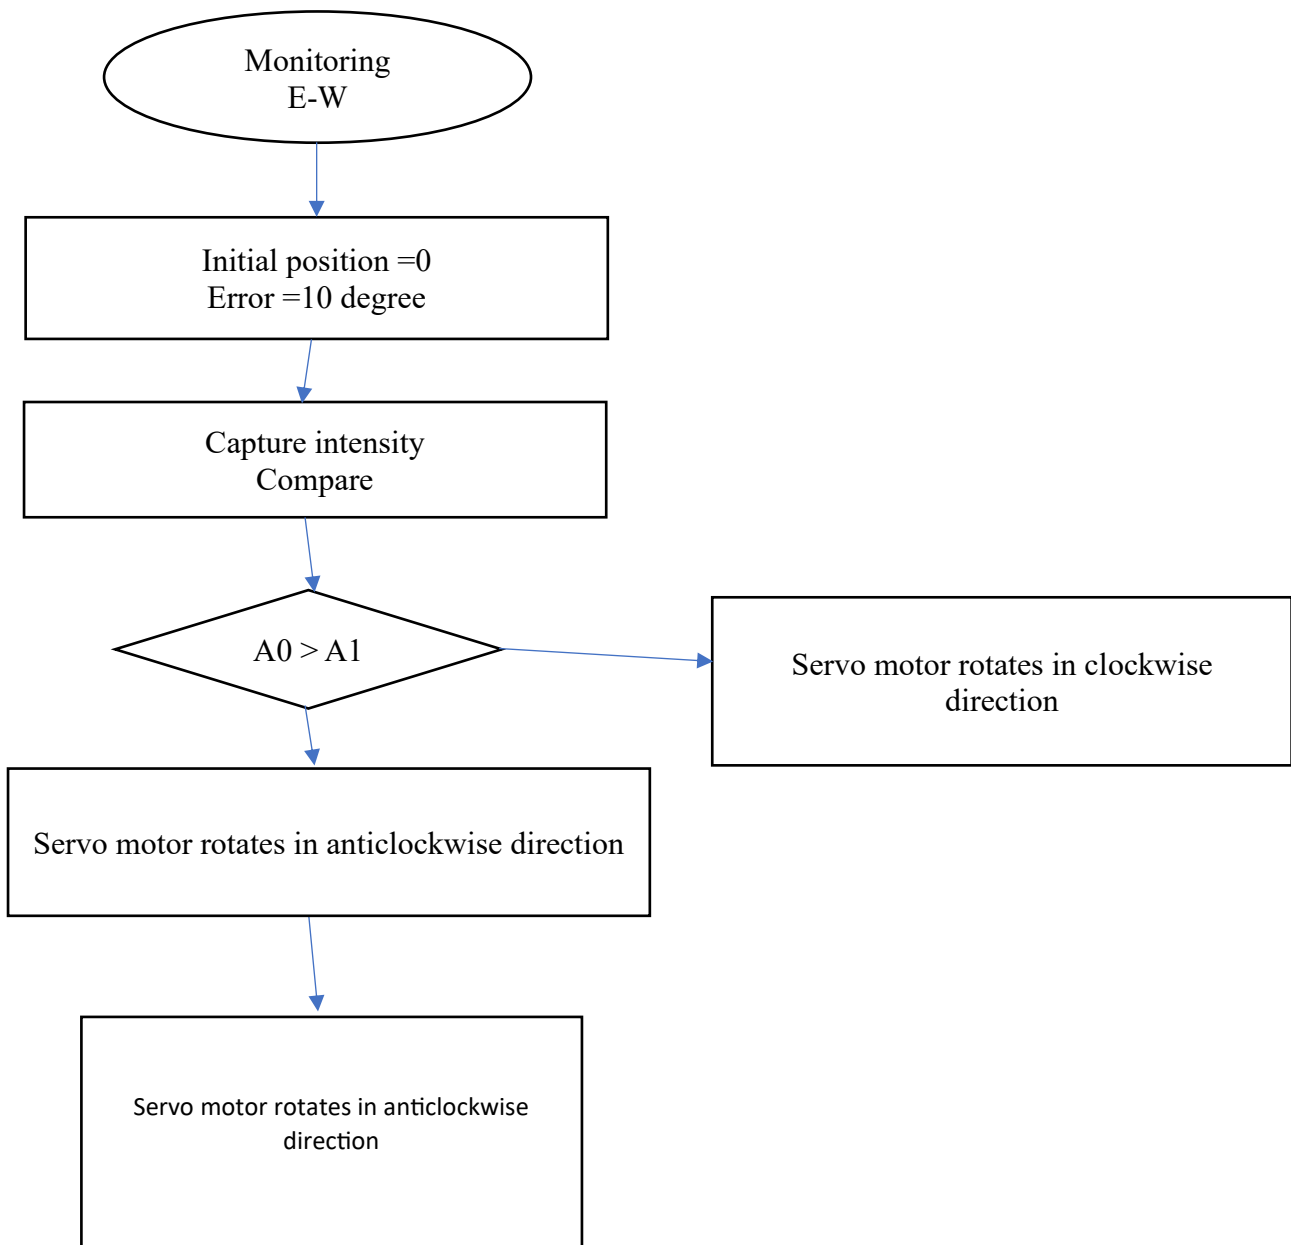 Monitoring
E-W
Initial position =0
Error =10 degree
Capture intensity
Compare
A0 > A1
Servo motor rotates in clockwise
direction
Servo motor rotates in anticlockwise direction
Servo motor rotates in anticlockwise
direction